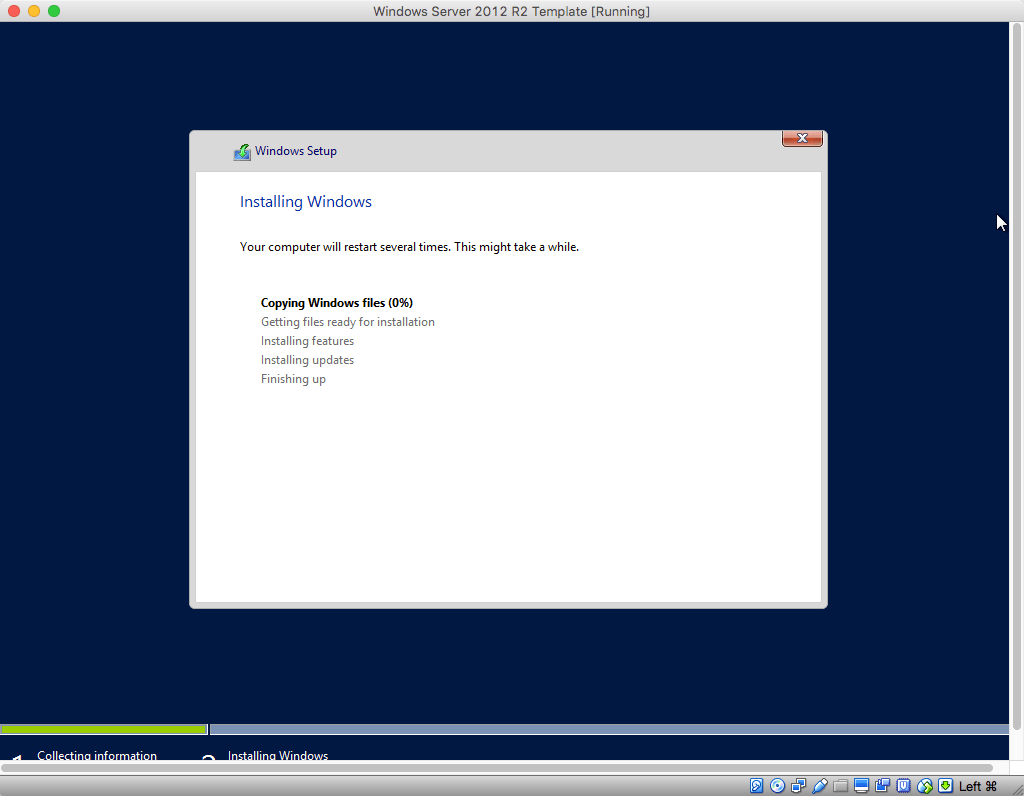 Windows Server 2012 R2 Template [Running]
Windows Setup
Installing Windows
Your computer will restart several times. This might take a while.
Copying Windows files (0%)
Getting files ready for installation
Installing features
Installing updates
Finishing up
Collecting information
Installing Windows
Left ⌘